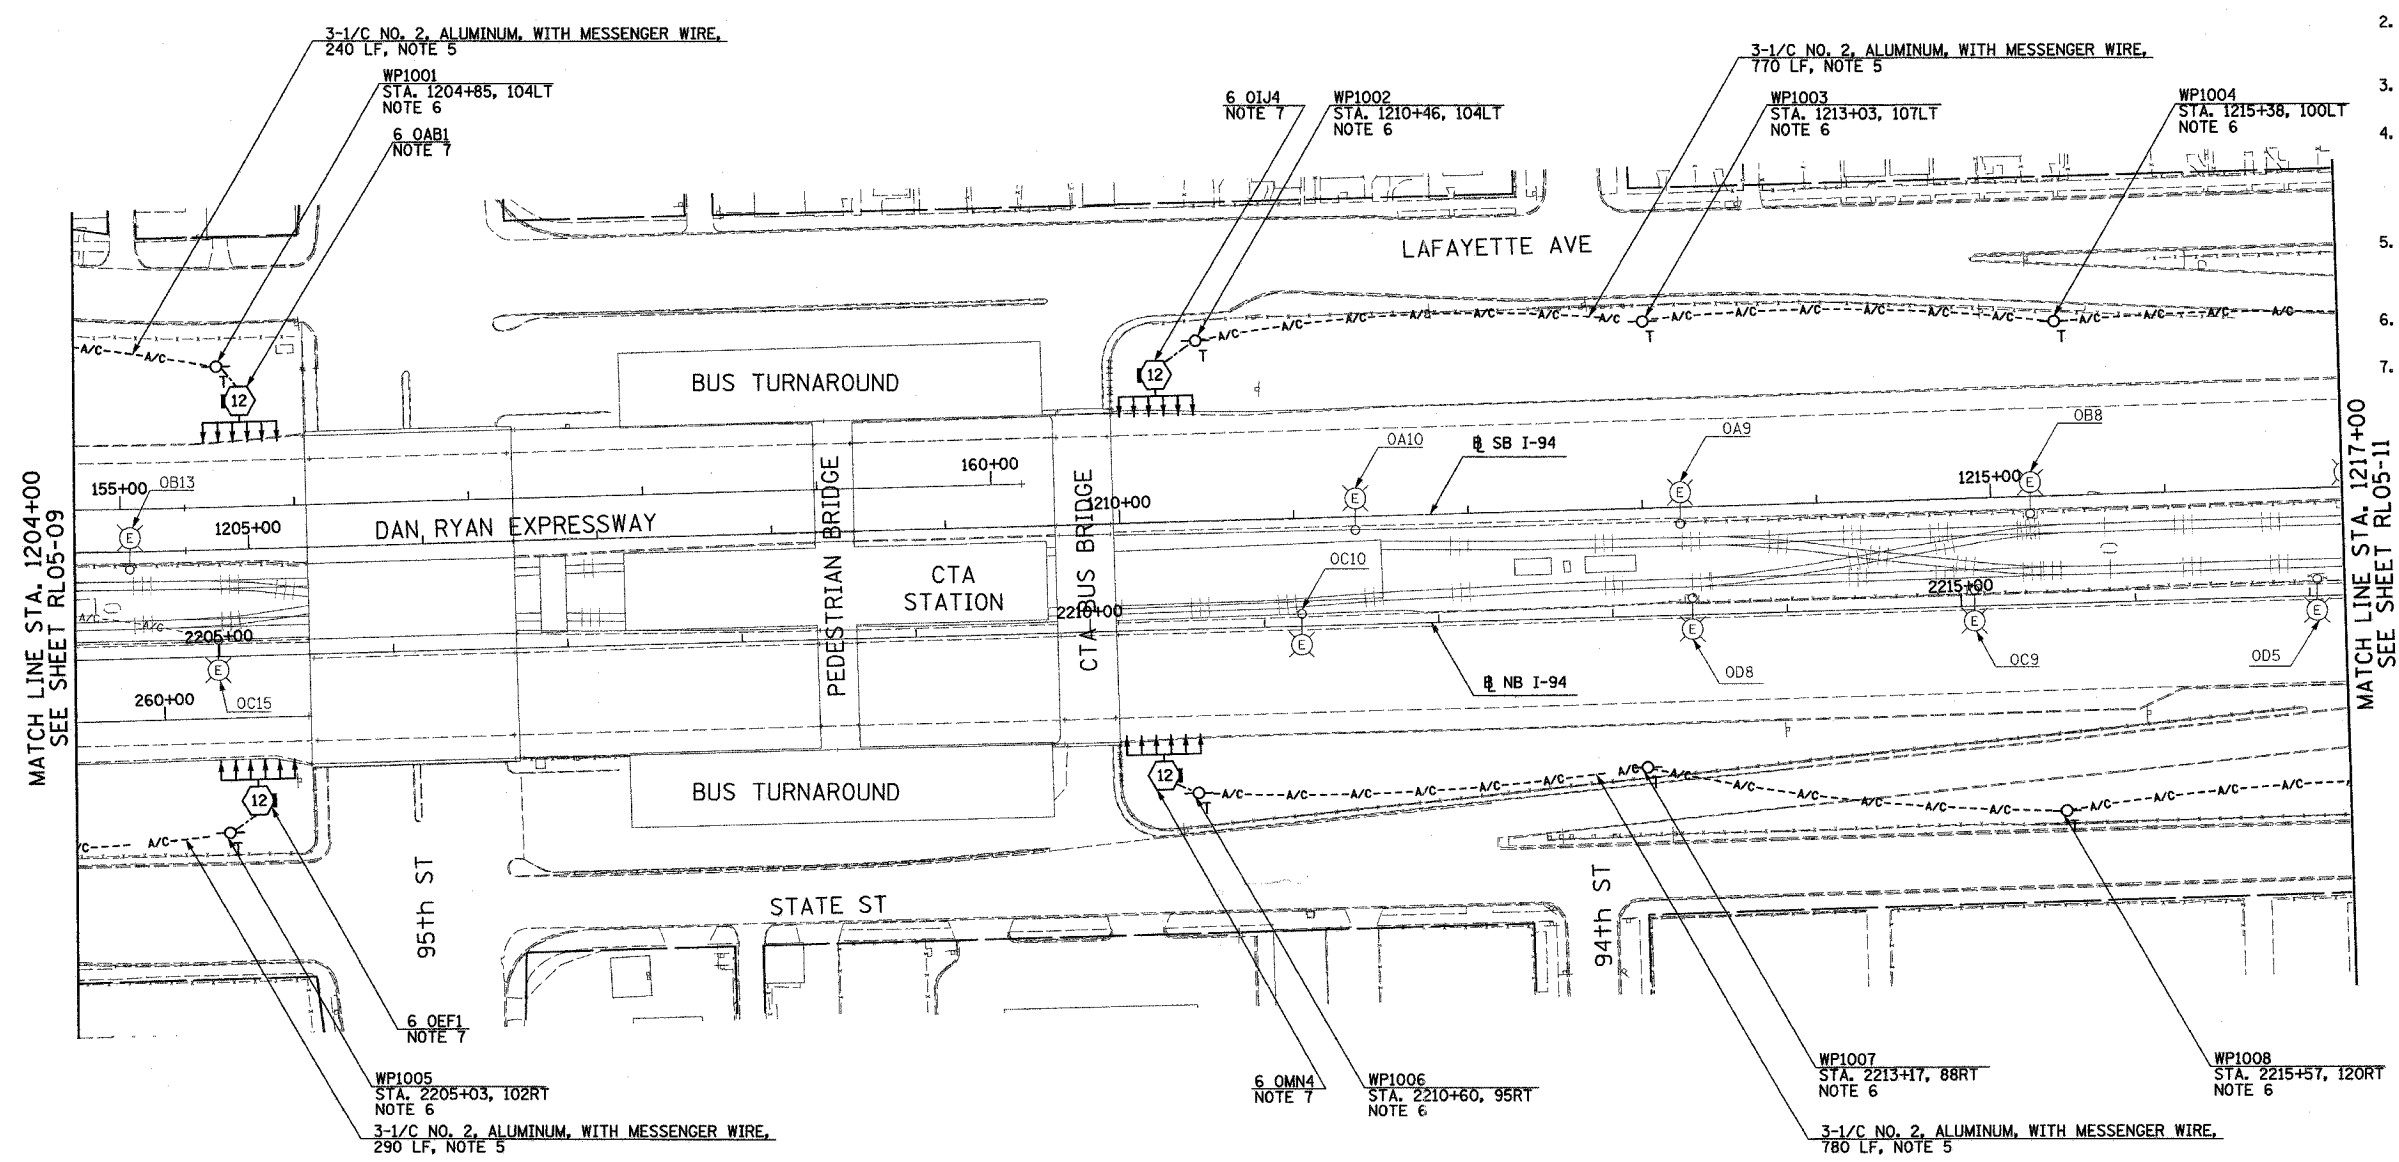 3-1/C NO. 2, ALUMINUM, WITH MESSENGER WIRE,
240 LF, NOTE 5
WP1001
STA. 1204+85, 104LT
NOTE 6
6 OAB1
NOTE 7
6 OIJ4
NOTE 7
WP1002
STA. 1210+46, 104LT
NOTE 6
3-1/C NO. 2, ALUMINUM, WITH MESSENGER WIRE,
770 LF, NOTE 5
WP1003
STA. 1213+03, 107LT
NOTE 6
WP1004
STA. 1215+38, 100LT
NOTE 6
2.
3.
4.
5.
6.
7.
LAFAYETTE AVE
A/C A/C
T
12
BUS TURNAROUND
12
T
A/C A/C A/C A/C A/C A/C A/C
T
A/C A/C A/C A/C A/C A/C
T
A/C A/C A/C A/C
MATCH LINE STA. 1204+00
SEE SHEET RL05-09
155+00
OB13
E
1205+00
DAN RYAN EXPRESSWAY
160+00
PEDESTRIAN BRIDGE
CTA BUS BRIDGE
1210+00
OA10
E
℄ SB I-94
OA9
E
1215+00
OB8
E
MATCH LINE STA. 1217+00
SEE SHEET RL05-11
CTA
STATION
A/C A/C
2205+00
E
OC15
260+00
2210+00
OC10
E
℄ NB I-94
E
OD8
2215+00
E
OC9
E
OD5
12
A/C
T
BUS TURNAROUND
12
T
A/C A/C A/C A/C A/C A/C
T
A/C A/C A/C A/C A/C A/C
T
A/C A/C A/C A/C
95th ST
STATE ST
94th ST
6 OEF1
NOTE 7
WP1005
STA. 2205+03, 102RT
NOTE 6
3-1/C NO. 2, ALUMINUM, WITH MESSENGER WIRE,
290 LF, NOTE 5
6 OMN4
NOTE 7
WP1006
STA. 2210+60, 95RT
NOTE 6
WP1007
STA. 2213+17, 88RT
NOTE 6
3-1/C NO. 2, ALUMINUM, WITH MESSENGER WIRE,
780 LF, NOTE 5
WP1008
STA. 2215+57, 120RT
NOTE 6